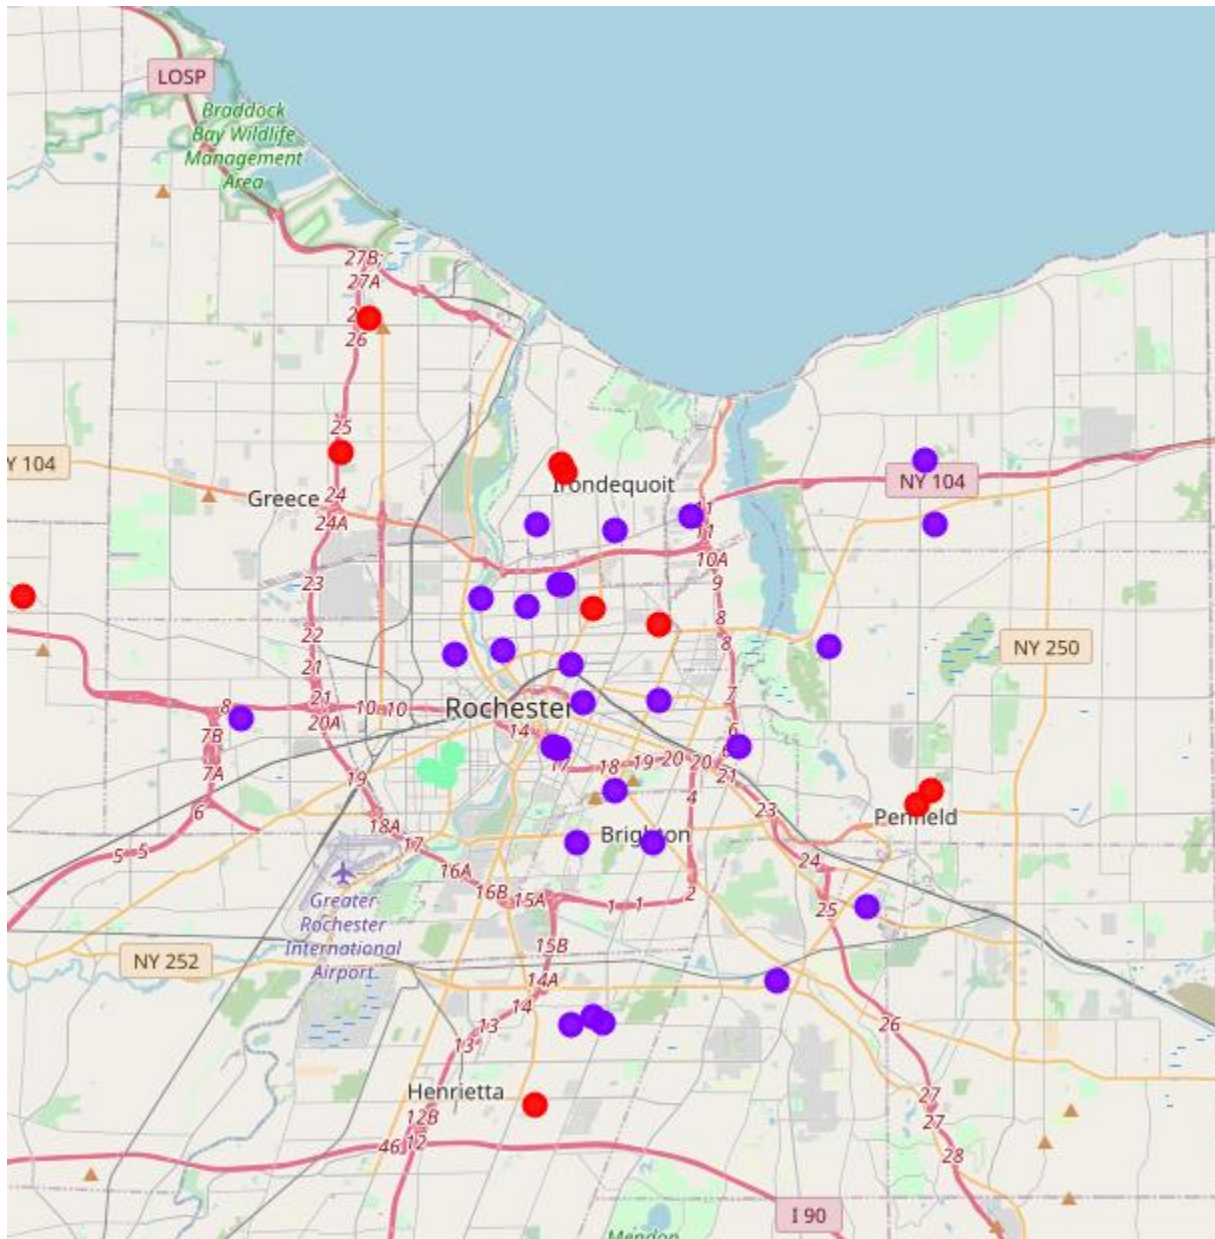 LOSP
Braddock
Bay Wildlife
Management
Area
27B;
27A
26
25
Y 104
Greece
24
24A
Irondequoit
NY 104
11
11
10A
23
9
8
8
22
21
NY 250
21
20A
10
10
8
Rochester
7
7B
14
6
7A
17
18
19
20
20
21
19
4
6
23
18A
Penfield
Brighton
17
5
5
24
16A
16B
15A
1
1
2
25
Greater
Rochester
International
Airport
15B
NY 252
14A
14
26
13
13
Henrietta
27
12B
27
46
12
28
I 90
Mendon